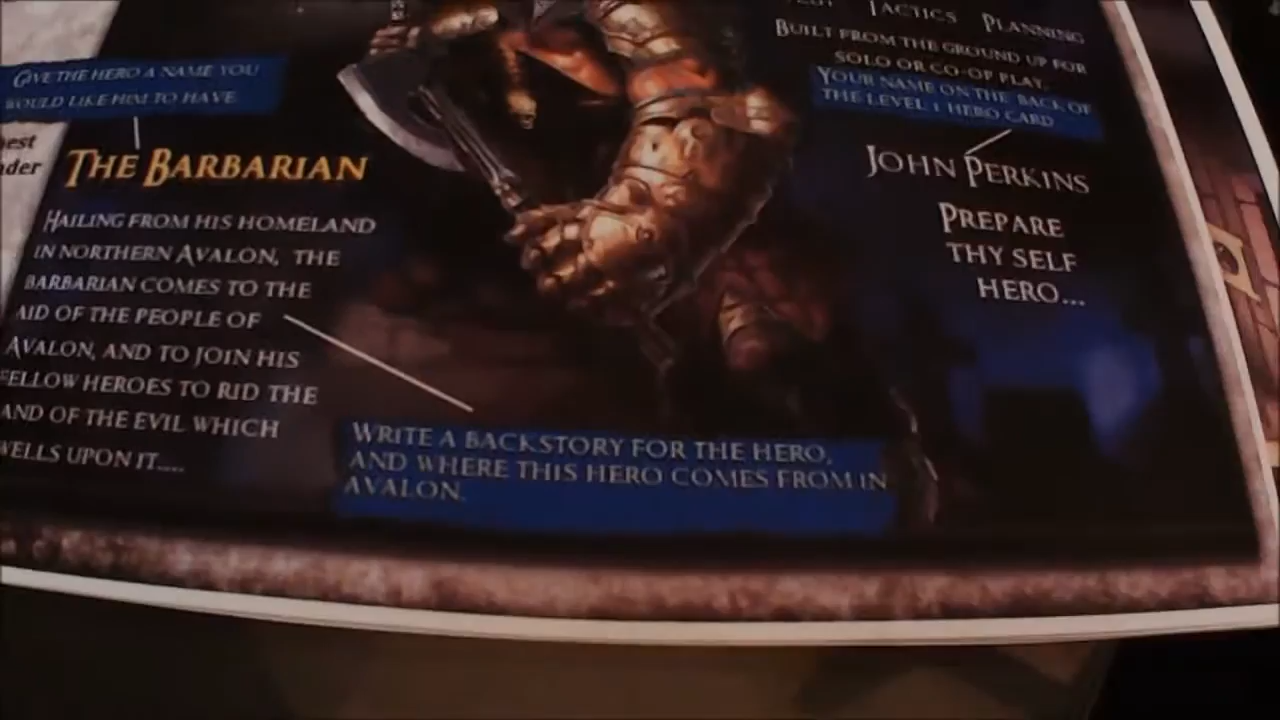 TACTICS PLANNING
BUILT FROM THE GROUND UP FOR
SOLO OR CO-OP PLAY.
YOUR NAME ON THE BACK OF
THE LEVEL 1 HERO CARD
JOHN PERKINS
PREPARE
THY SELF
HERO...
GIVE THE HERO A NAME YOU
WOULD LIKE HIM TO HAVE.
THE BARBARIAN
HAILING FROM HIS HOMELAND
IN NORTHERN AVALON, THE
BARBARIAN COMES TO THE
AID OF THE PEOPLE OF
AVALON, AND TO JOIN HIS
FELLOW HEROES TO RID THE
AND OF THE EVIL WHICH
WELLS UPON IT....
WRITE A BACKSTORY FOR THE HERO,
AND WHERE THIS HERO COMES FROM IN
AVALON.